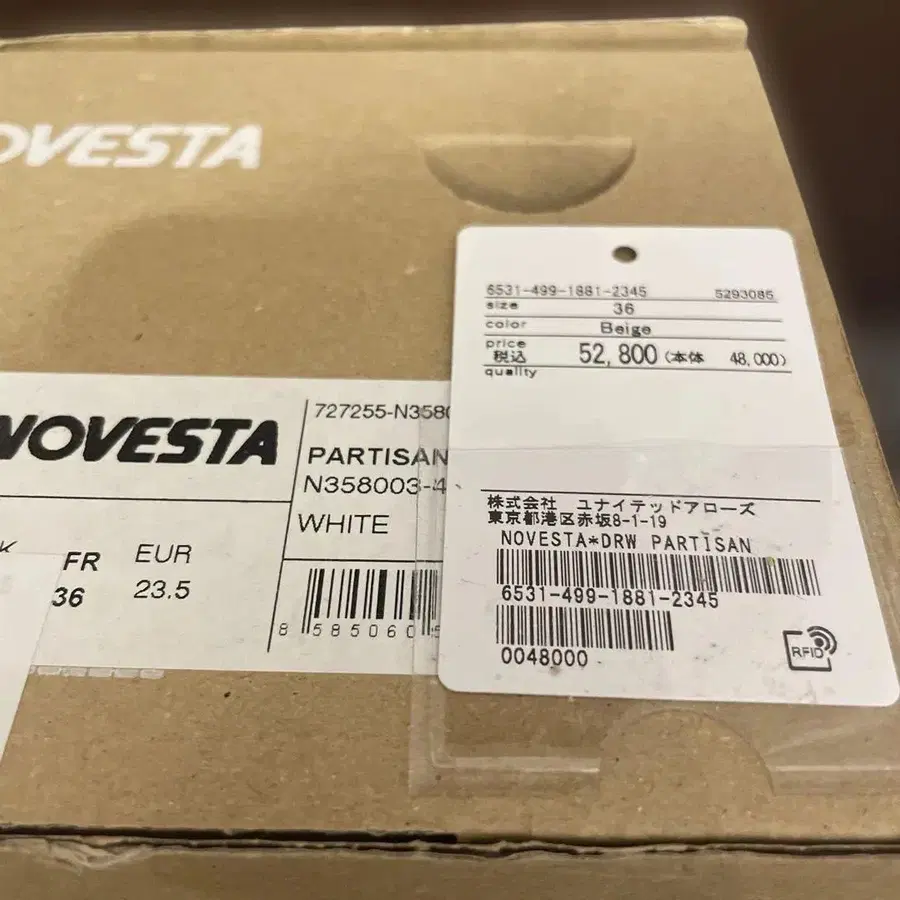 OVESTA
6531-499-1881-2345 5293085
size 36
color Beige
price
税込 52,800 (本体 48,000)
quality
株式会社 ユナイテッドアローズ
東京都港区赤坂8-1-19
NOVESTA*DRW PARTISAN
6531-499-1881-2345
0048000
RFID
NOVESTA
727255-N3580
PARTISAN
N358003-4
WHITE
FR EUR
36 23.5
8 585060 5